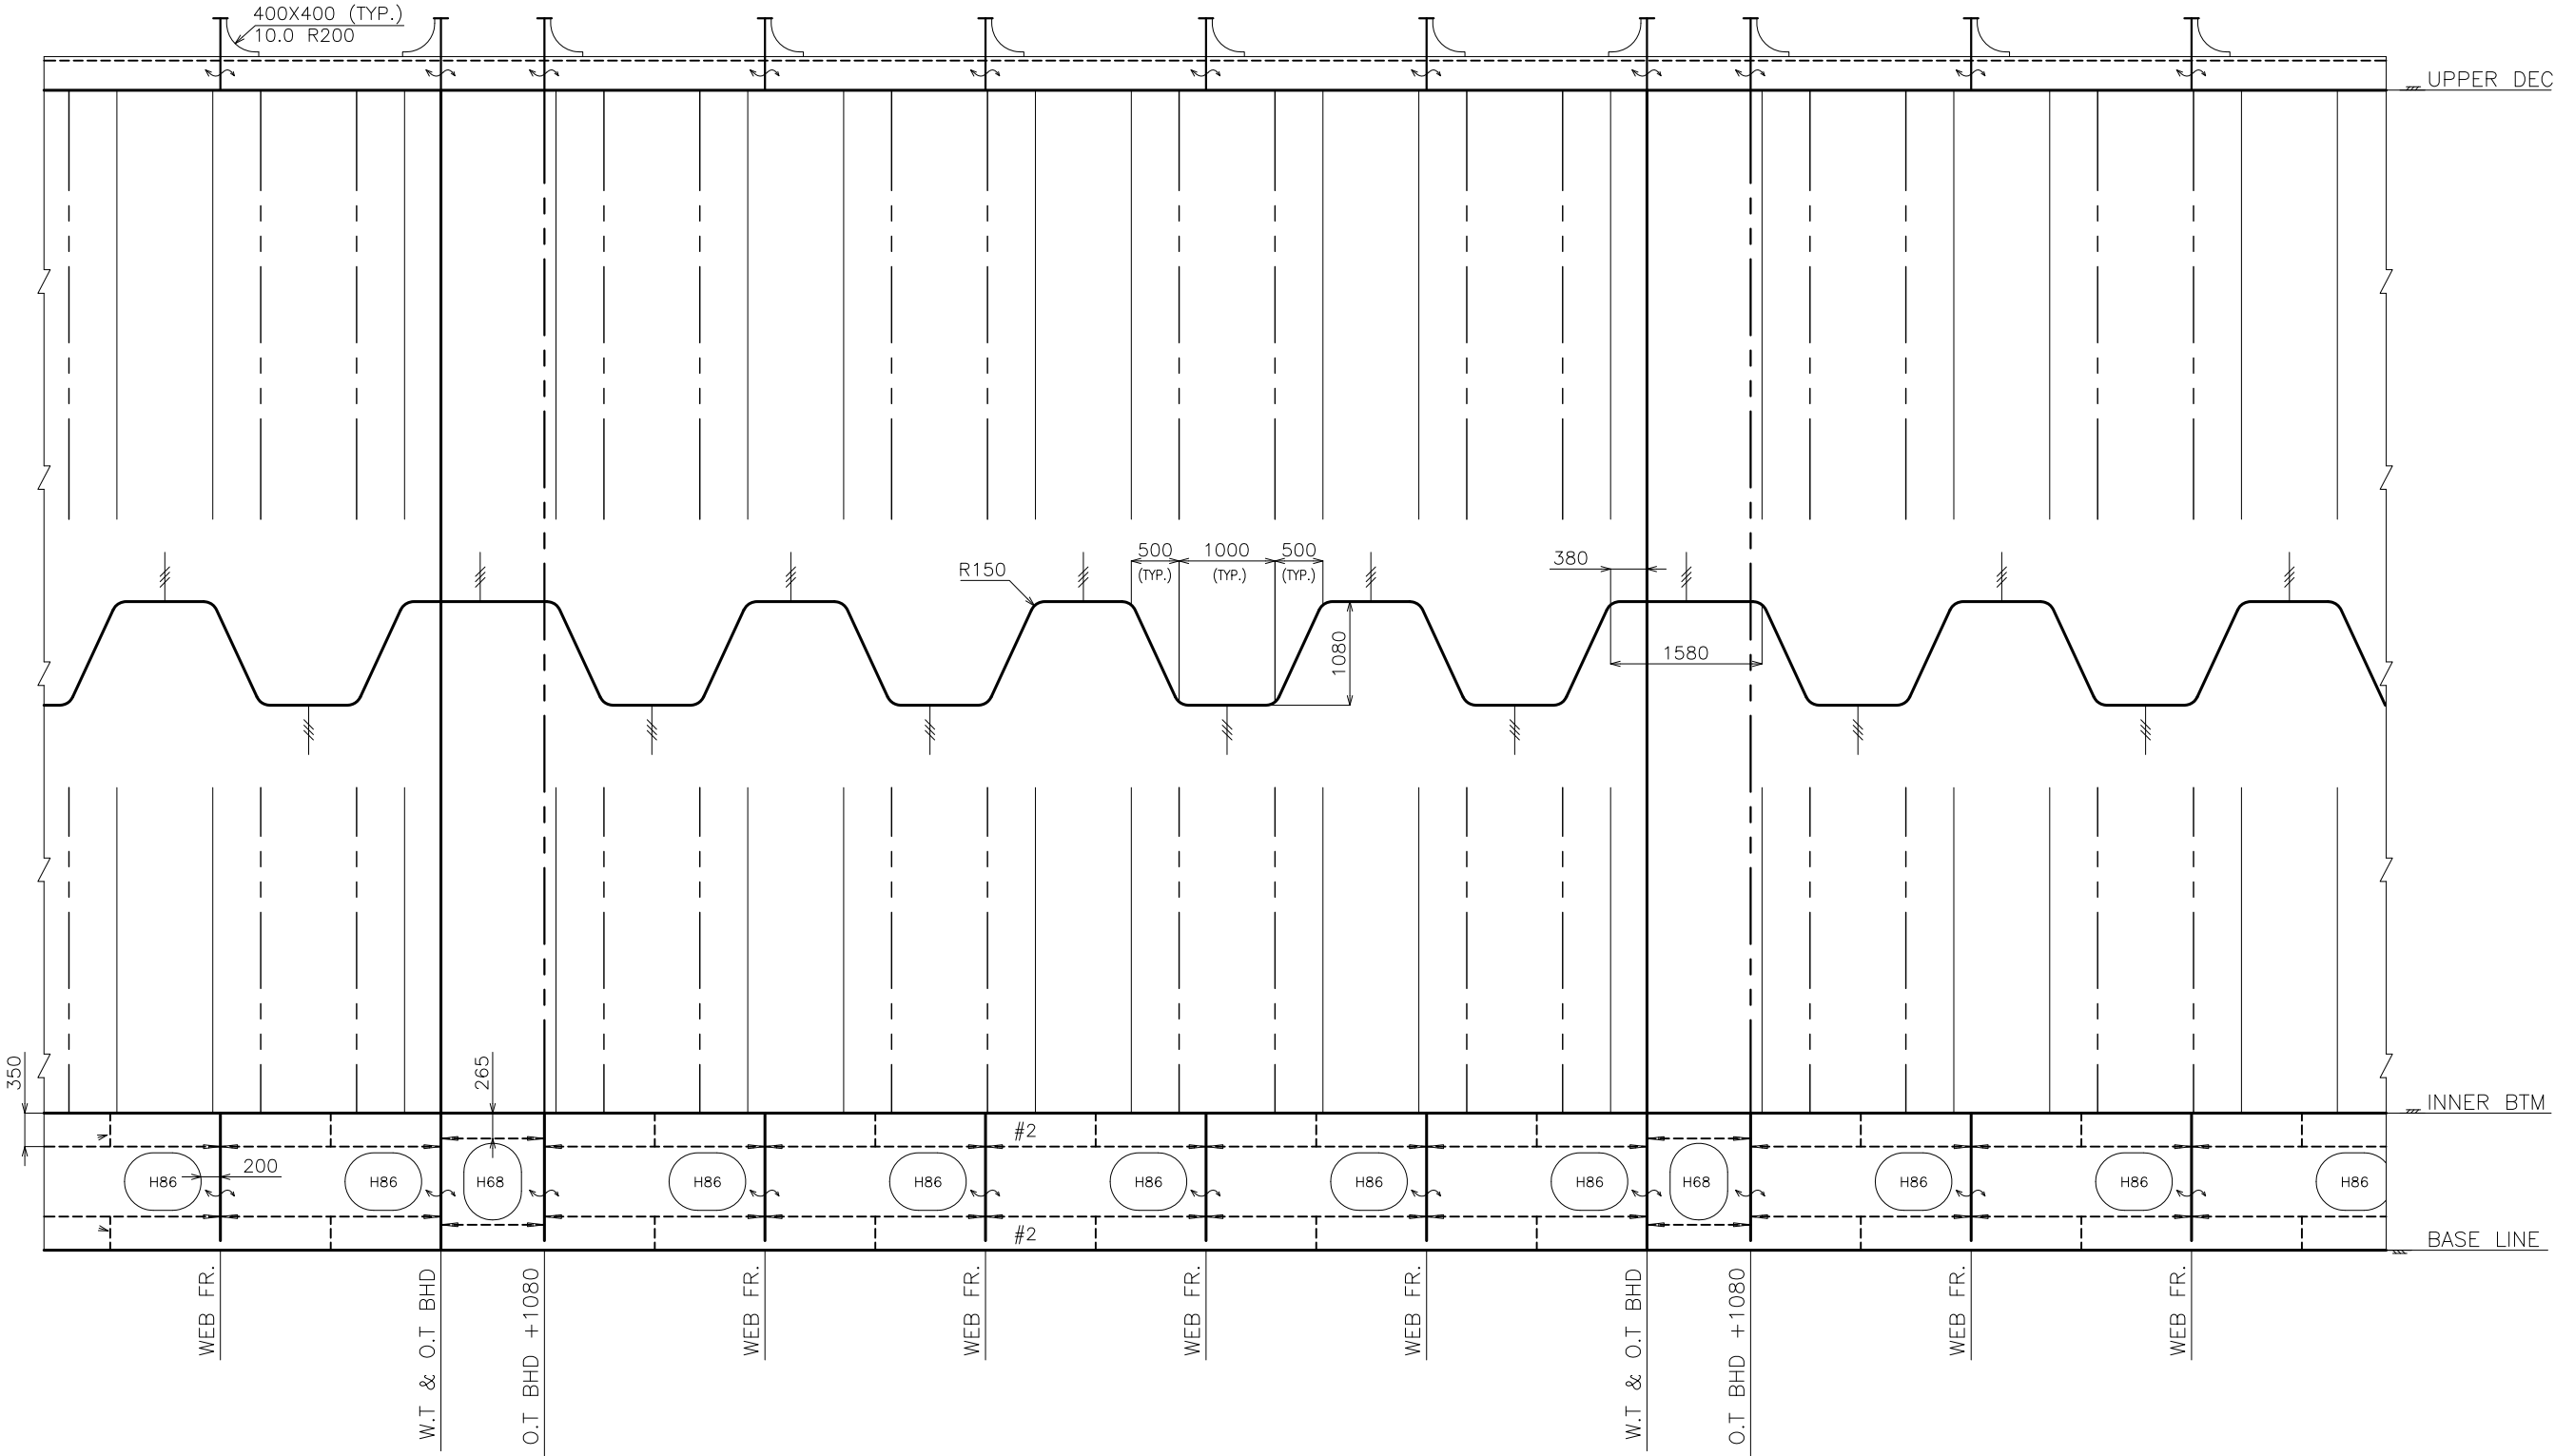 400X400 (TYP.)
10.0 R200
UPPER DEC
500 1000 500
(TYP.) (TYP.) (TYP.)
R150
380
1080
1580
350
265
INNER BTM
#2
200
H86 H86 H68 H86 H86 H86 H86 H86 H68 H86 H86 H86
#2
BASE LINE
WEB FR.
W.T & O.T BHD
O.T BHD +1080
WEB FR.
WEB FR.
WEB FR.
WEB FR.
W.T & O.T BHD
O.T BHD +1080
WEB FR.
WEB FR.